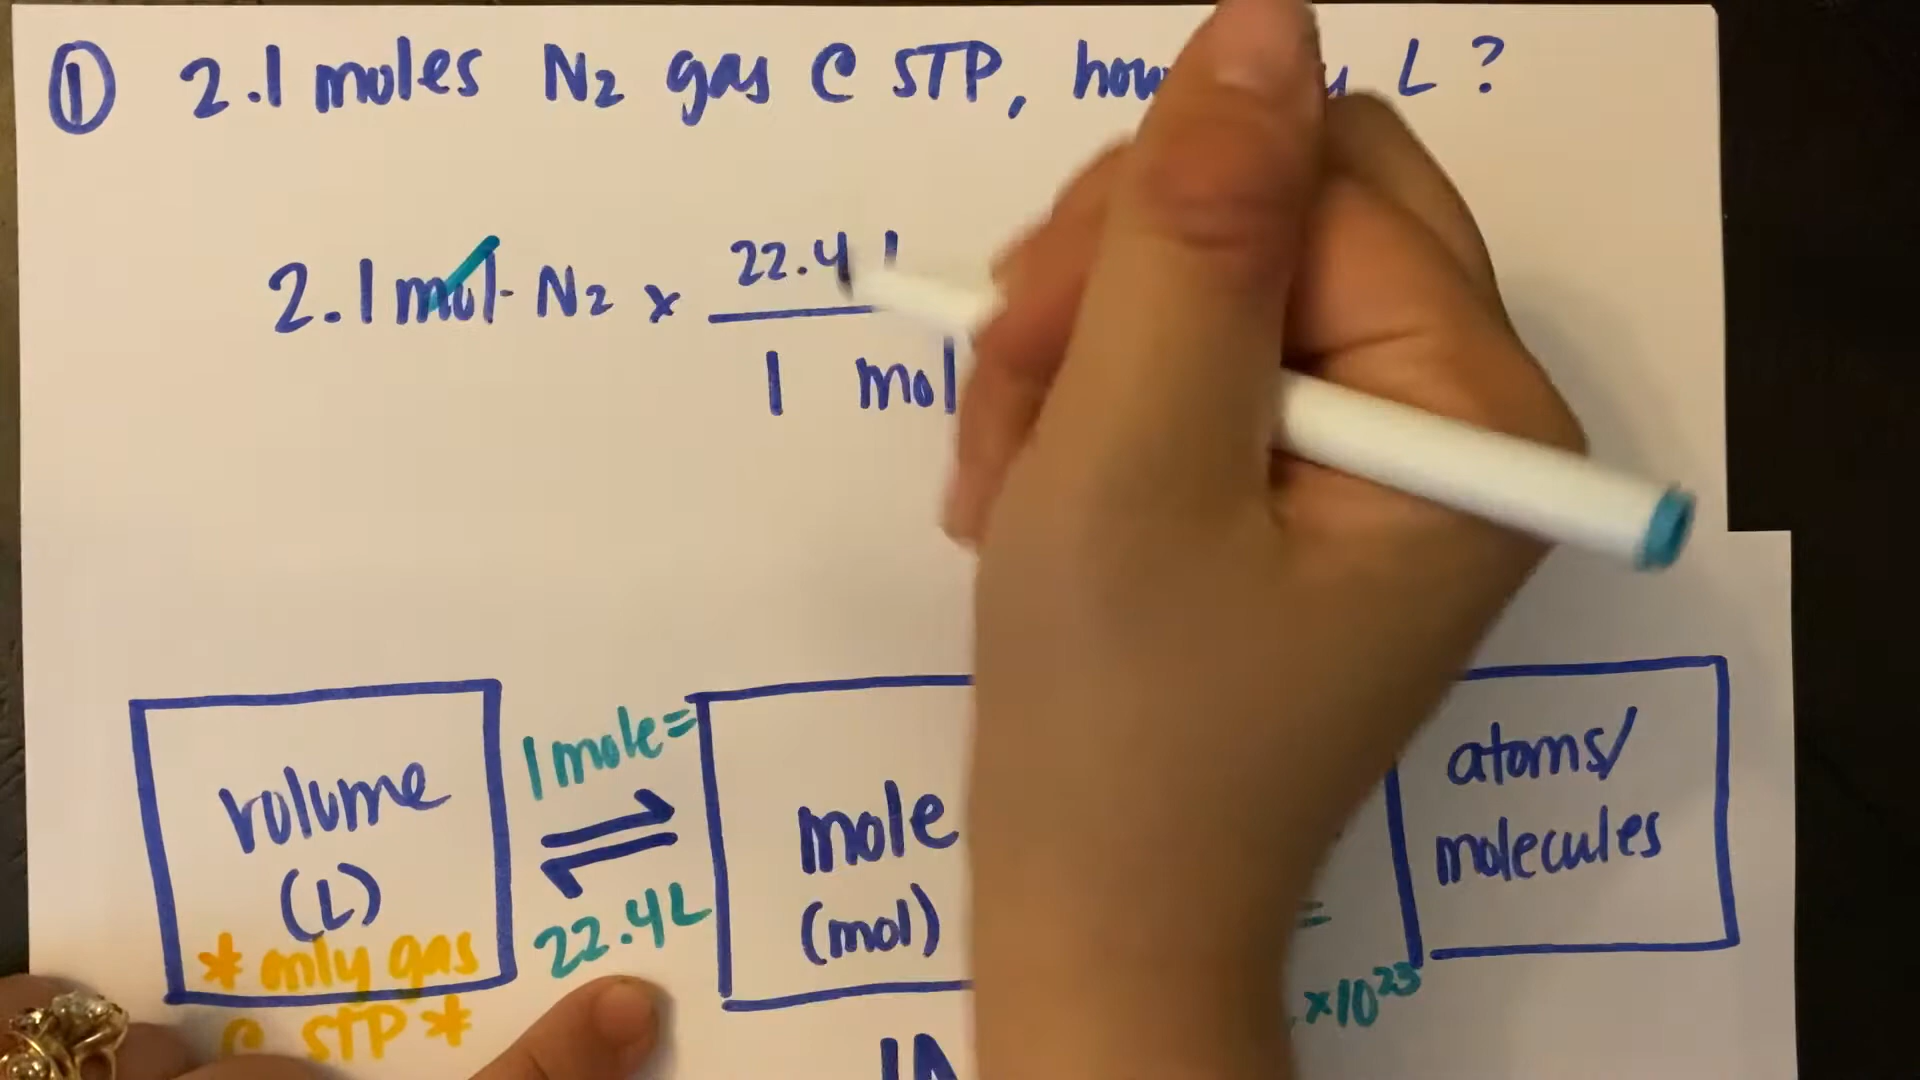 ① 2.1 moles N2 gas @ STP, how L ?
2.1 mol N2 x 22.4 L
1 mol
1 mole =
22.4L
volume
(L)
* only gas
@ STP *
mole
(mol)
=
x10²³
atoms/
molecules